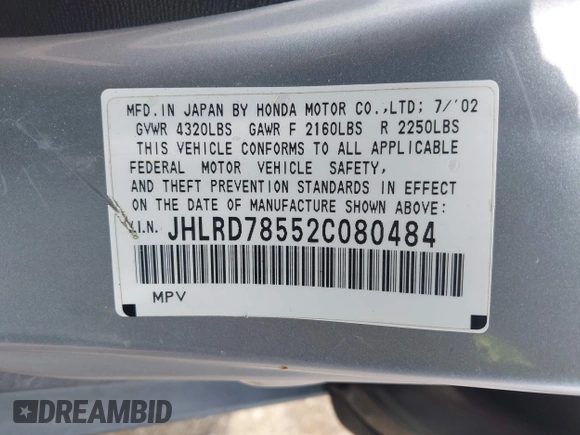 MFD. IN JAPAN BY HONDA MOTOR CO.,LTD; 7/'02
GVWR 4320LBS GAWR F 2160LBS R 2250LBS
THIS VEHICLE CONFORMS TO ALL APPLICABLE
FEDERAL MOTOR VEHICLE SAFETY,
AND THEFT PREVENTION STANDARDS IN EFFECT
ON THE DATE OF MANUFACTURE SHOWN ABOVE:
.I.N. JHLRD78552C080484
MPV
DREAMBID